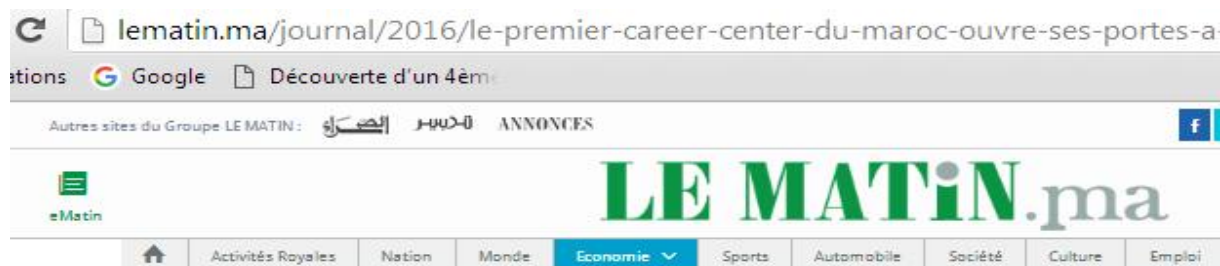 lematin.ma/journal/2016/le-premier-career-center-du-maroc-ouvre-ses-portes-a-
ations Google Découverte d'un 4èm
Autres sites du Groupe LE MATIN : ANNONCES
f
eMatin
LE MATiN.ma
Activités Royales Nation Monde Economie Sports Automobile Société Culture Emploi